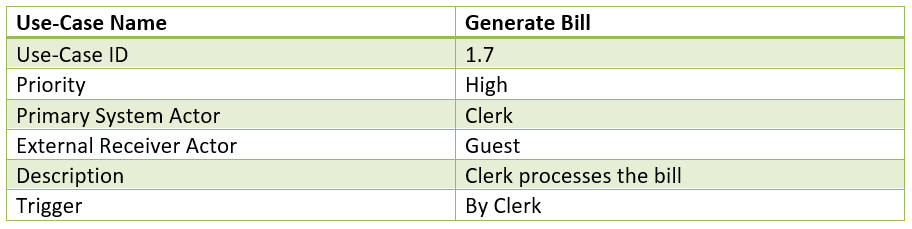 Use-Case Name Generate Bill
Use-Case ID 1.7
Priority High
Primary System Actor Clerk
External Receiver Actor Guest
Description Clerk processes the bill
Trigger By Clerk